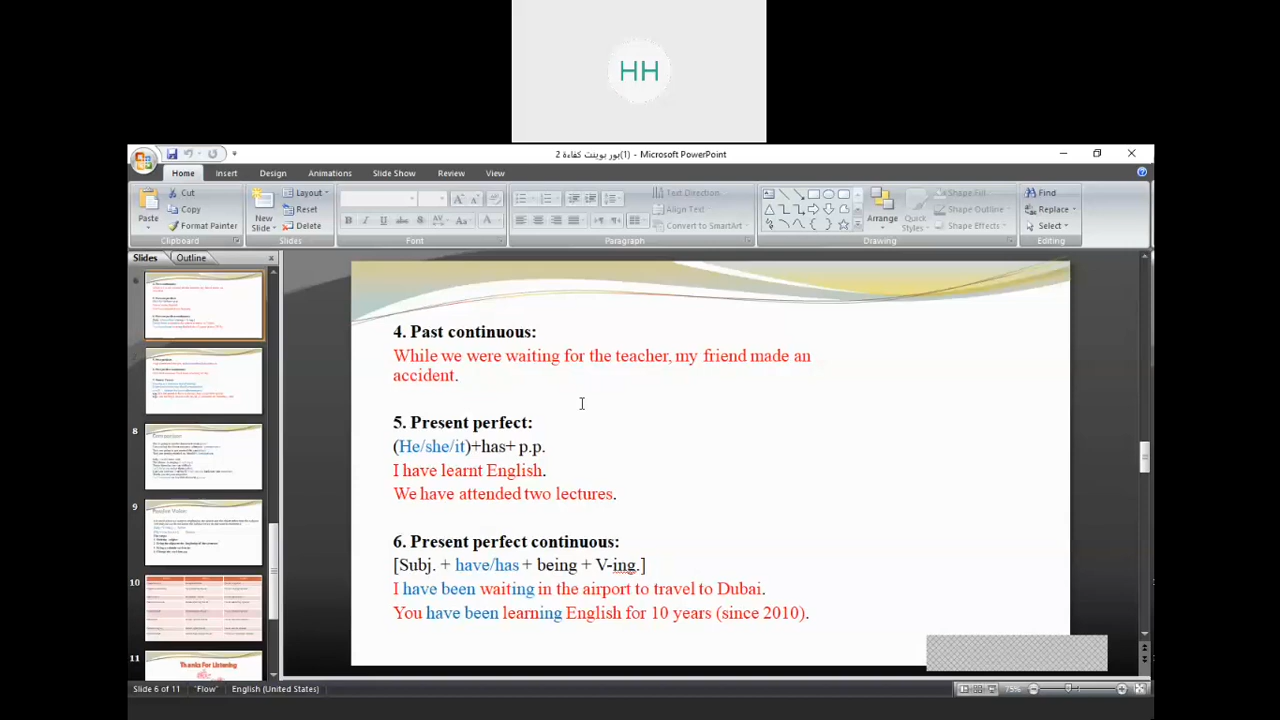 HH
بور بوينت كفاءة 2(1) - Microsoft PowerPoint
Home Insert Design Animations Slide Show Review View
Cut
Copy
Format Painter
Paste
Clipboard
New
Slide
Layout
Reset
Delete
Slides
Font
Text Direction
Align Text
Convert to SmartArt
Paragraph
Arrange
Quick
Styles
Shape Fill
Shape Outline
Shape Effects
Drawing
Find
Replace
Select
Editing
Slides Outline
8
9
10
11
Thanks For Listening
4. Past continuous:
While we were waiting for the teacher, my friend made an
accident.
5. Present perfect:
(He/she/it)+has+ p.p.
I have learnt English.
We have attended two lectures.
6. Present perfect continuous:
[Subj. + have/has + being + V-ing.]
I have been waiting in the airport to travel to Dubai.
You have been learning English for 10 years (since 2010).
Slide 6 of 11 "Flow" English (United States) 75%